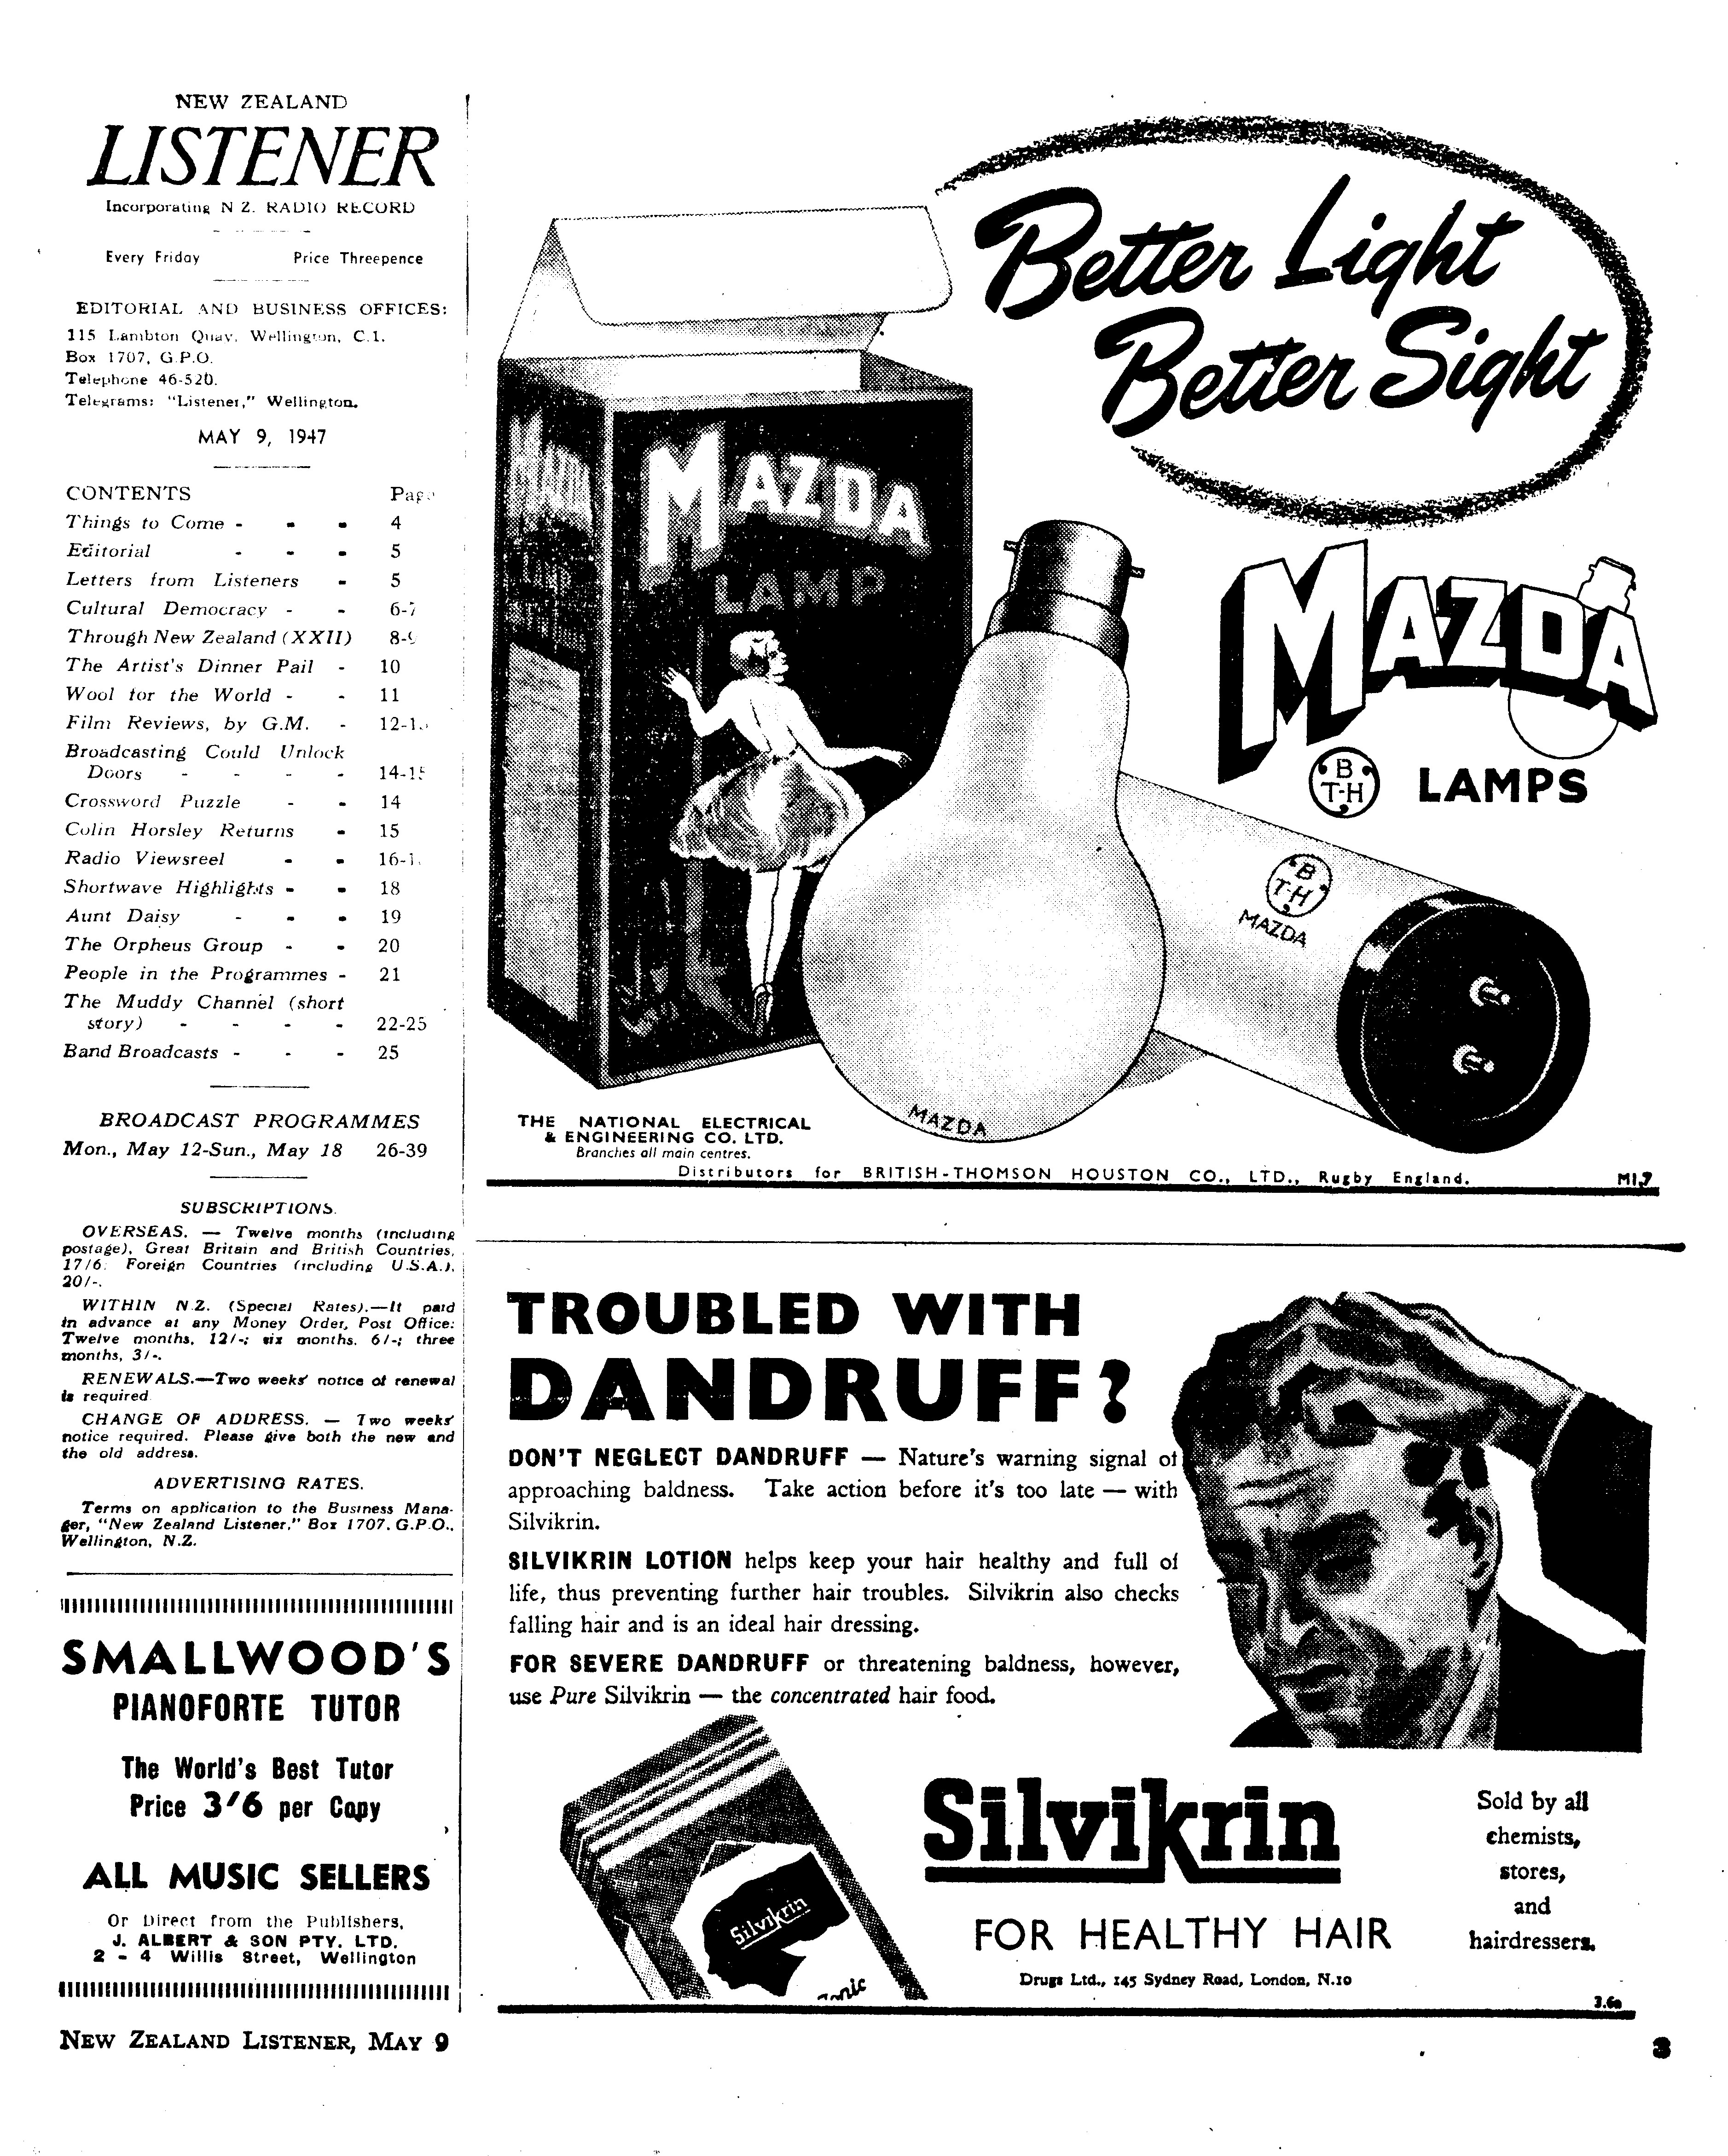 NEW ZEALAND
LISTENER
Incorporating N Z. RADIO RECORD
Every Friday Price Threepence
EDITORIAL AND BUSINESS OFFICES:
115 Lambton Quay, Wellington, C.1.
Box 1707, G.P.O.
Telephone 46-520.
Telegrams: "Listener," Wellington.
MAY 9, 1947
CONTENTS Page
Things to Come - - - 4
Editorial - - - 5
Letters from Listeners - 5
Cultural Democracy - - 6-7
Through New Zealand (XXII) 8-9
The Artist's Dinner Pail - 10
Wool for the World - - 11
Film Reviews, by G.M. - 12-13
Broadcasting Could Unlock
Doors - - - - 14-15
Crossword Puzzle - - 14
Colin Horsley Returns - 15
Radio Viewsreel - - 16-1
Shortwave Highlights - - 18
Aunt Daisy - - - 19
The Orpheus Group - - 20
People in the Programmes - 21
The Muddy Channel (short
story) - - - - 22-25
Band Broadcasts - - - 25
BROADCAST PROGRAMMES
Mon., May 12-Sun., May 18 26-39
SUBSCRIPTIONS.
OVERSEAS. — Twelve months (including
postage), Great Britain and British Countries,
17/6. Foreign Countries (including U.S.A.),
20/-.
WITHIN N.Z. (Special Rates).—If paid
in advance at any Money Order, Post Office:
Twelve months, 12/-; six months, 6/-; three
months, 3/-.
RENEWALS.—Two weeks' notice of renewal
is required
CHANGE OF ADDRESS. — Two weeks'
notice required. Please give both the new and
the old address.
ADVERTISING RATES.
Terms on application to the Business Mana-
ger, "New Zealand Listener," Box 1707, G.P.O.,
Wellington, N.Z.
SMALLWOOD'S
PIANOFORTE TUTOR
The World's Best Tutor
Price 3'6 per Copy
ALL MUSIC SELLERS
Or Direct from the Publishers,
J. ALBERT & SON PTY. LTD.
2 - 4 Willis Street, Wellington
Better Light
Better Sight
MAZDA
LAMP
MAZDA
B
T-H
LAMPS
B
T-H
MAZDA
MAZDA
THE NATIONAL ELECTRICAL
& ENGINEERING CO. LTD.
Branches all main centres.
Distributors for BRITISH-THOMSON HOUSTON CO., LTD., Rugby England. M1.7
TROUBLED WITH
DANDRUFF?
DON'T NEGLECT DANDRUFF — Nature's warning signal of
approaching baldness. Take action before it's too late — with
Silvikrin.
SILVIKRIN LOTION helps keep your hair healthy and full of
life, thus preventing further hair troubles. Silvikrin also checks
falling hair and is an ideal hair dressing.
FOR SEVERE DANDRUFF or threatening baldness, however,
use Pure Silvikrin — the concentrated hair food.
Silvikrin
Tonic
Silvikrin
FOR HEALTHY HAIR
Drugs Ltd., 145 Sydney Road, London, N.10
Sold by all
chemists,
stores,
and
hairdressers.
3.6a
NEW ZEALAND LISTENER, MAY 9 3